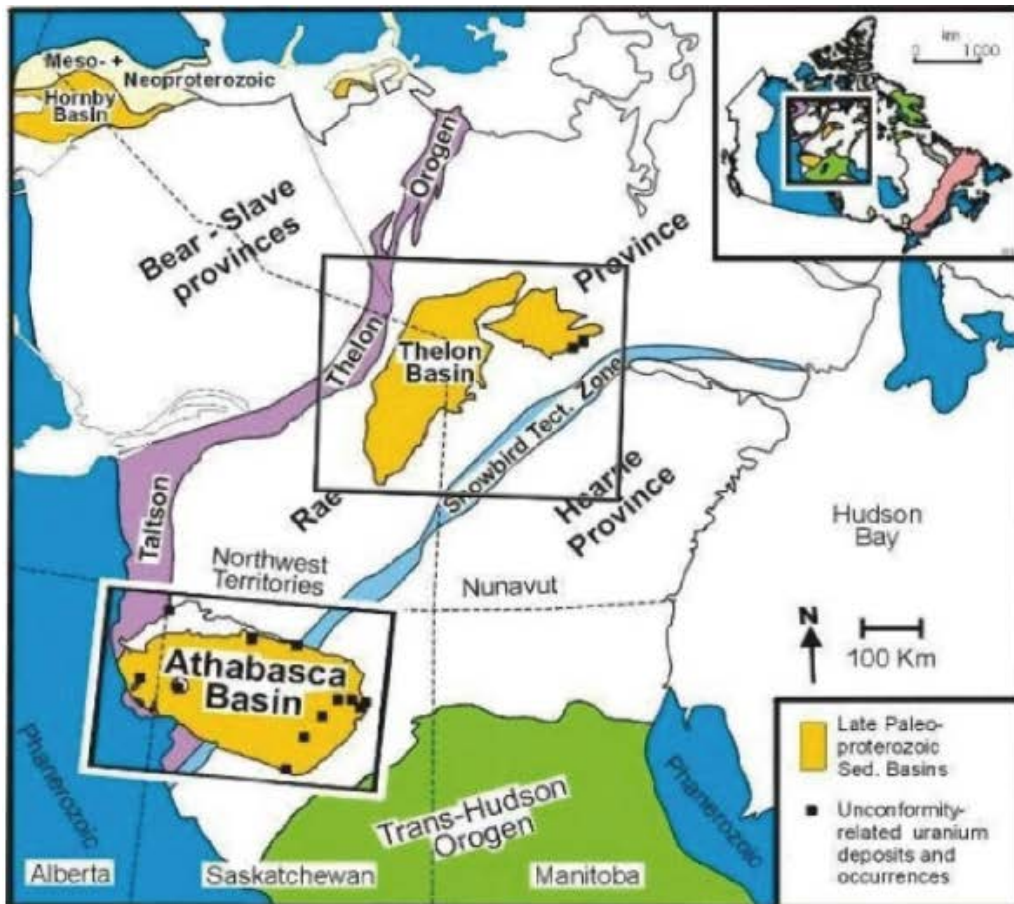 Meso- +
Neoproterozoic
Hornby
Basin
km
0 1000
Bear - Slave
provinces
Orogen
Province
Thelon
Thelon
Basin
Snowbird Tect. Zone
Rae
Hearne
Province
Taltson
Hudson
Bay
Northwest
Territories
Nunavut
N
100 Km
Athabasca
Basin
Phanerozoic
Trans-Hudson
Orogen
Phanerozoic
Alberta
Saskatchewan
Manitoba
Late Paleo-
proterozoic
Sed. Basins
Unconformity-
related uranium
deposits and
occurrences